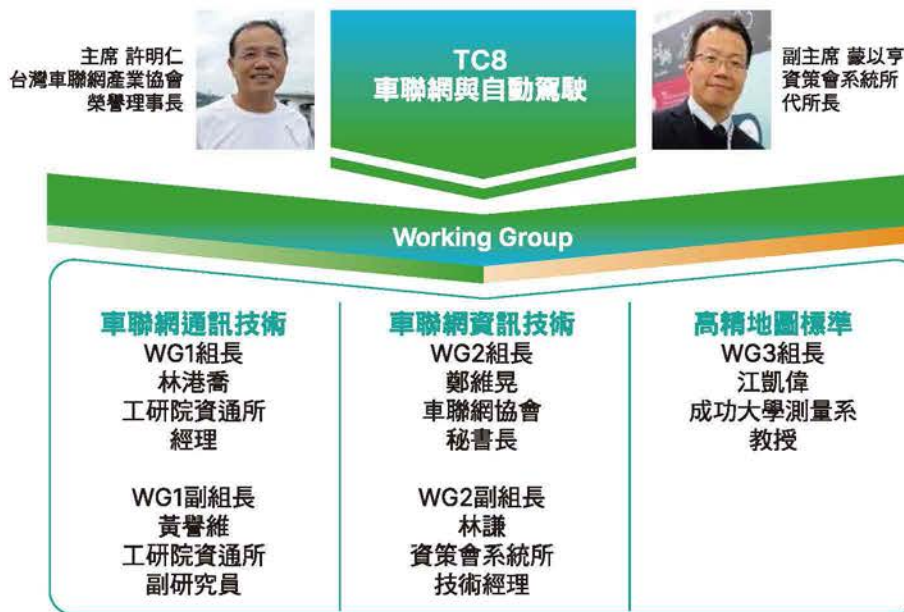 主席 許明仁
台灣車聯網產業協會
榮譽理事長
TC8
車聯網與自動駕駛
副主席 蒙以亨
資策會系統所
代所長
Working Group
車聯網通訊技術
WG1組長
林港喬
工研院資通所
經理
WG1副組長
黃譽維
工研院資通所
副研究員
車聯網資訊技術
WG2組長
鄭維晃
車聯網協會
秘書長
WG2副組長
林謙
資策會系統所
技術經理
高精地圖標準
WG3組長
江凱偉
成功大學測量系
教授